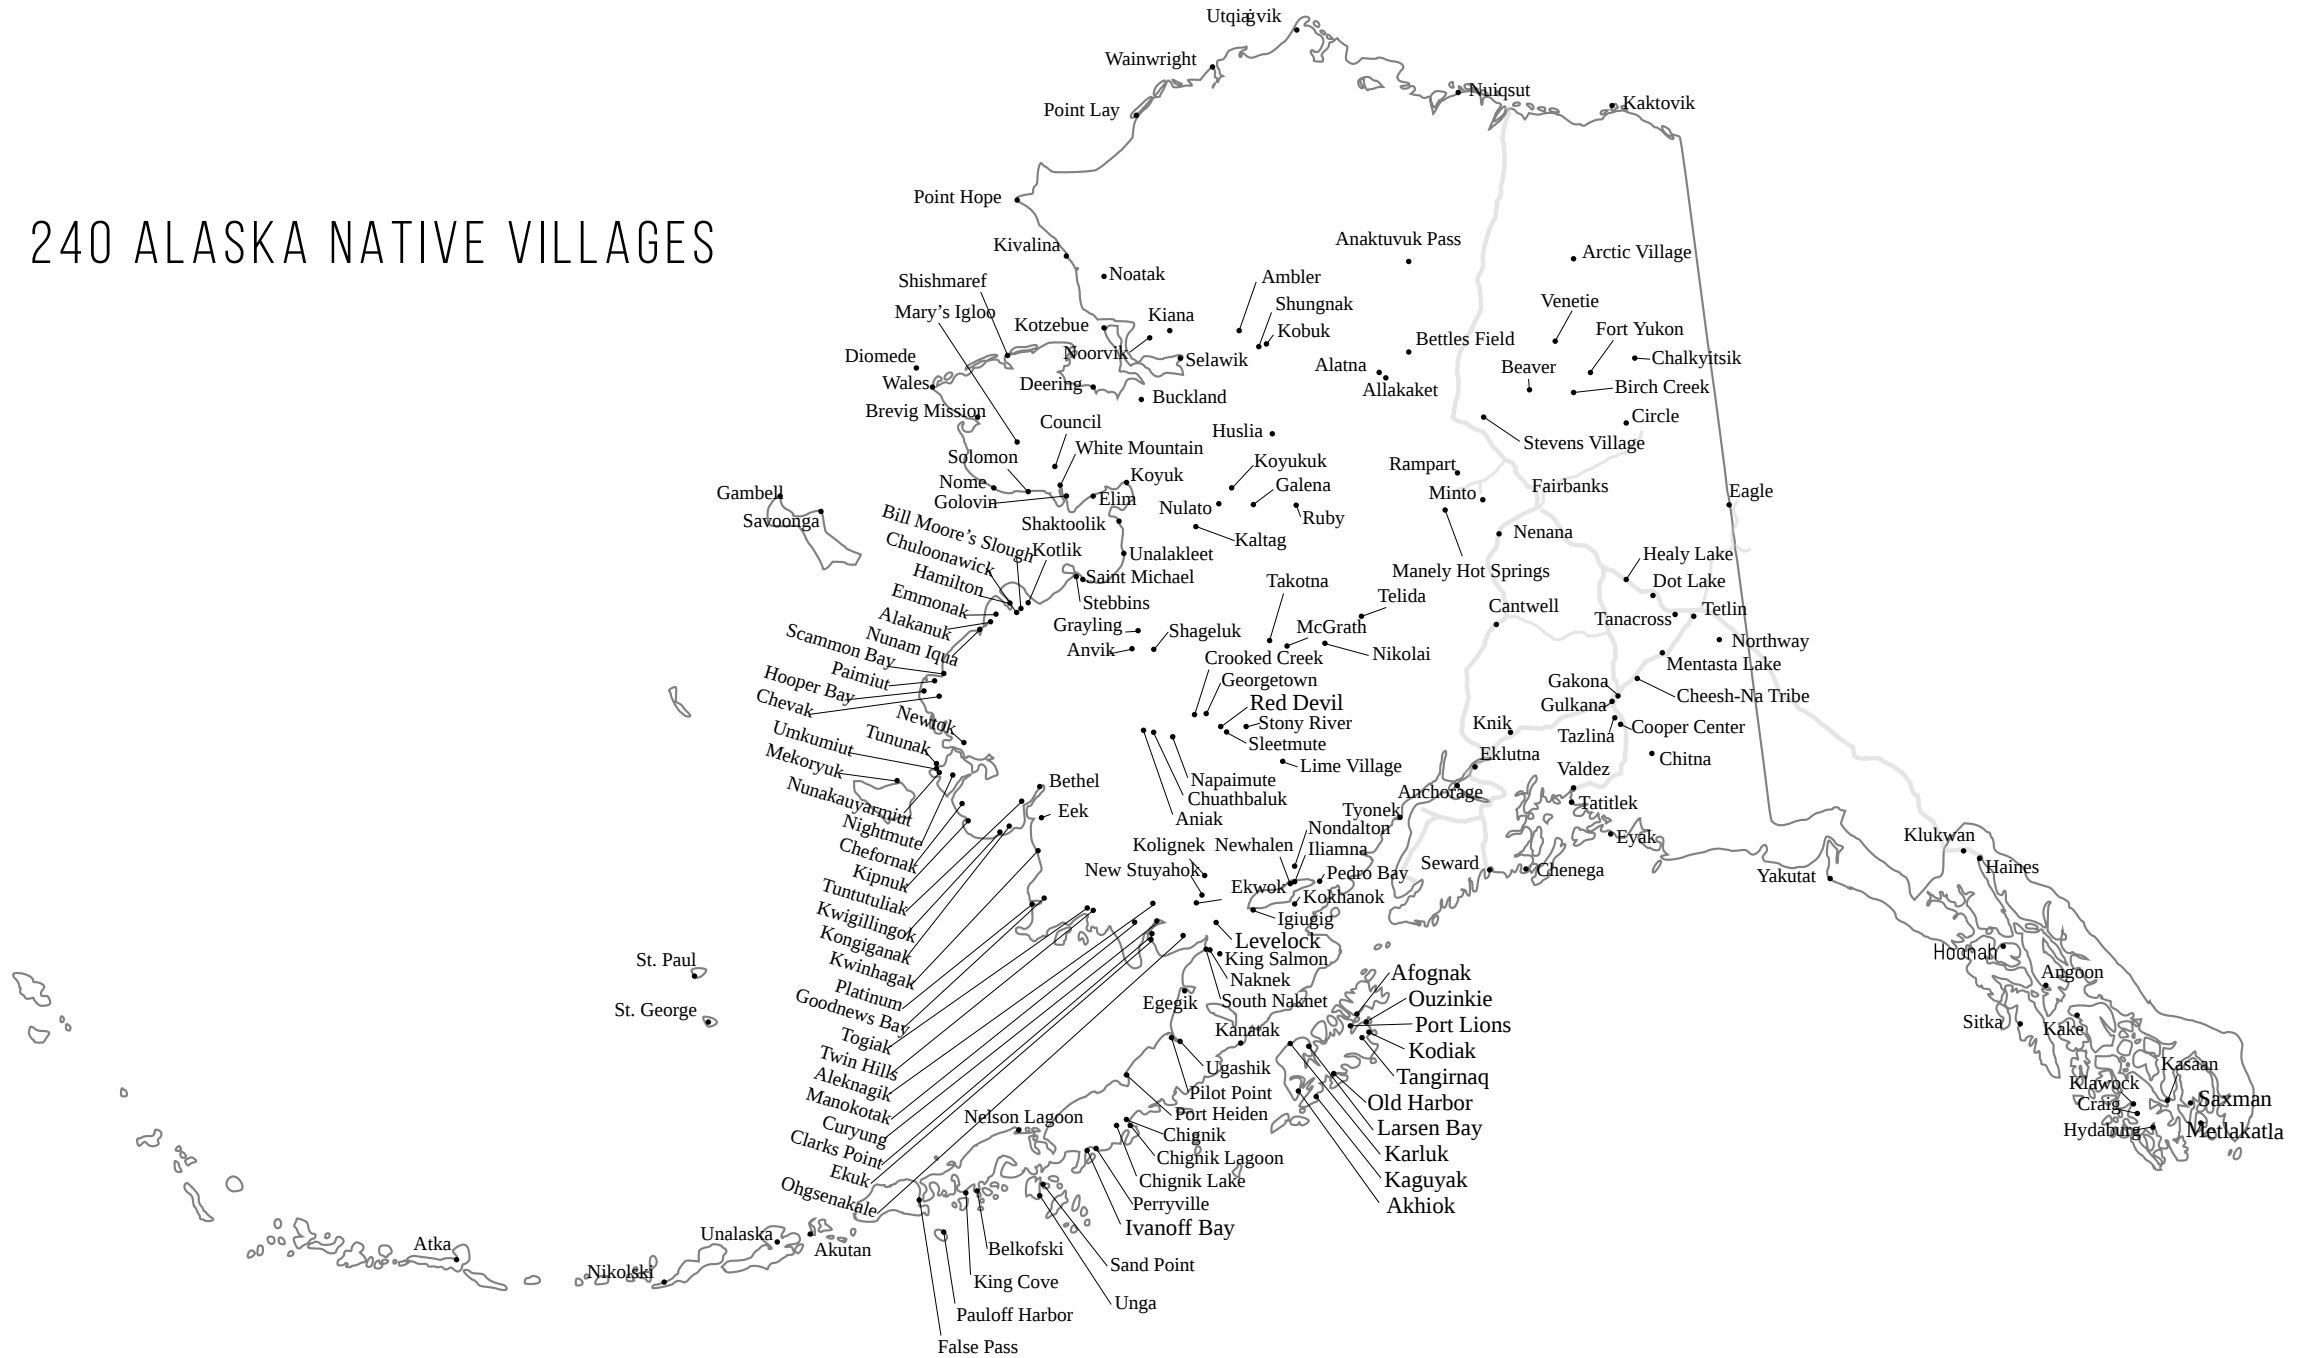 Utqiaġvik
Wainwright
Nuiqsut
Kaktovik
Point Lay
Point Hope
240 ALASKA NATIVE VILLAGES
Kivalina
Anaktuvuk Pass
Arctic Village
Noatak
Shishmaref
Ambler
Mary’s Igloo
Shungnak
Venetie
Kotzebue
Kiana
Kobuk
Fort Yukon
Bettles Field
Diomede
Noorvik
Selawik
Alatna
Beaver
Chalkyitsik
Wales
Deering
Allakaket
Birch Creek
Buckland
Brevig Mission
Council
Circle
Huslia
White Mountain
Stevens Village
Solomon
Koyukuk
Rampart
Koyuk
Nome
Galena
Fairbanks
Gambell
Golovin
Elim
Minto
Eagle
Nulato
Savoonga
Bill Moore’s Slough
Shaktoolik
Ruby
Chuloonawick
Kotlik
Kaltag
Nenana
Unalakleet
Healy Lake
Hamilton
Saint Michael
Takotna
Manely Hot Springs
Dot Lake
Emmonak
Stebbins
Telida
Cantwell
Tetlin
Alakanuk
Grayling
Shageluk
McGrath
Tanacross
Nunam Iqua
Northway
Scammon Bay
Anvik
Crooked Creek
Nikolai
Mentasta Lake
Paimiut
Georgetown
Gakona
Cheesh-Na Tribe
Hooper Bay
Red Devil
Gulkana
Chevak
Newtok
Stony River
Knik
Cooper Center
Umkumiut
Tununak
Sleetmute
Tazlina
Mekoryuk
Lime Village
Eklutna
Chitna
Nunakauyarmiut
Bethel
Napaimute
Valdez
Chuathbaluk
Anchorage
Tatitlek
Nightmute
Eek
Aniak
Tyonek
Nondalton
Eyak
Klukwan
Chefornak
Kolignek
Newhalen
Iliamna
Kipnuk
New Stuyahok
Seward
Chenega
Haines
Pedro Bay
Yakutat
Tuntutuliak
Ekwok
Kokhanok
Kwigillingok
Igiugig
Kongiganak
Levelock
Hoonah
Kwinhagak
King Salmon
St. Paul
Afognak
Angoon
Platinum
Naknek
Goodnews Bay
Egegik
South Naknet
Ouzinkie
St. George
Port Lions
Sitka
Kake
Togiak
Kanatak
Kodiak
Twin Hills
Ugashik
Tangirnaq
Kasaan
Aleknagik
Pilot Point
Klawock
Manokotak
Port Heiden
Old Harbor
Craig
Saxman
Curyung
Nelson Lagoon
Chignik
Larsen Bay
Hydaburg
Metlakatla
Clarks Point
Chignik Lagoon
Karluk
Ekuk
Chignik Lake
Kaguyak
Ohgsenakale
Perryville
Akhiok
Ivanoff Bay
Unalaska
Atka
Akutan
Belkofski
Sand Point
Nikolski
King Cove
Unga
Pauloff Harbor
False Pass